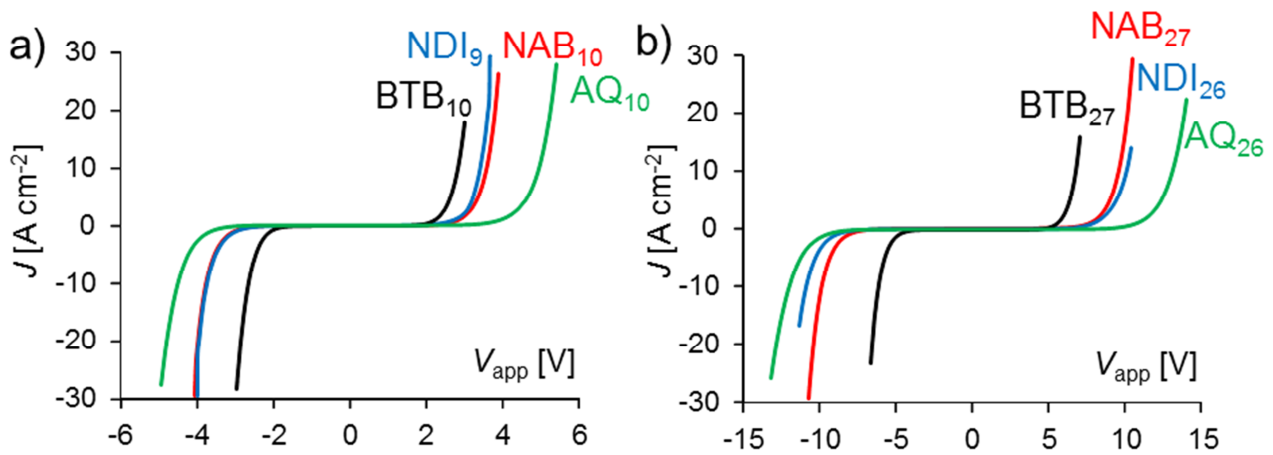 a)
NDI9
NAB10
BTB10
AQ10
J [A cm-2]
30
20
10
0
-10
-20
-30
Vapp [V]
-6 -4 -2 0 2 4 6
b)
NAB27
NDI26
BTB27
AQ26
J [A cm-2]
30
20
10
0
-10
-20
-30
Vapp [V]
-15 -10 -5 0 5 10 15